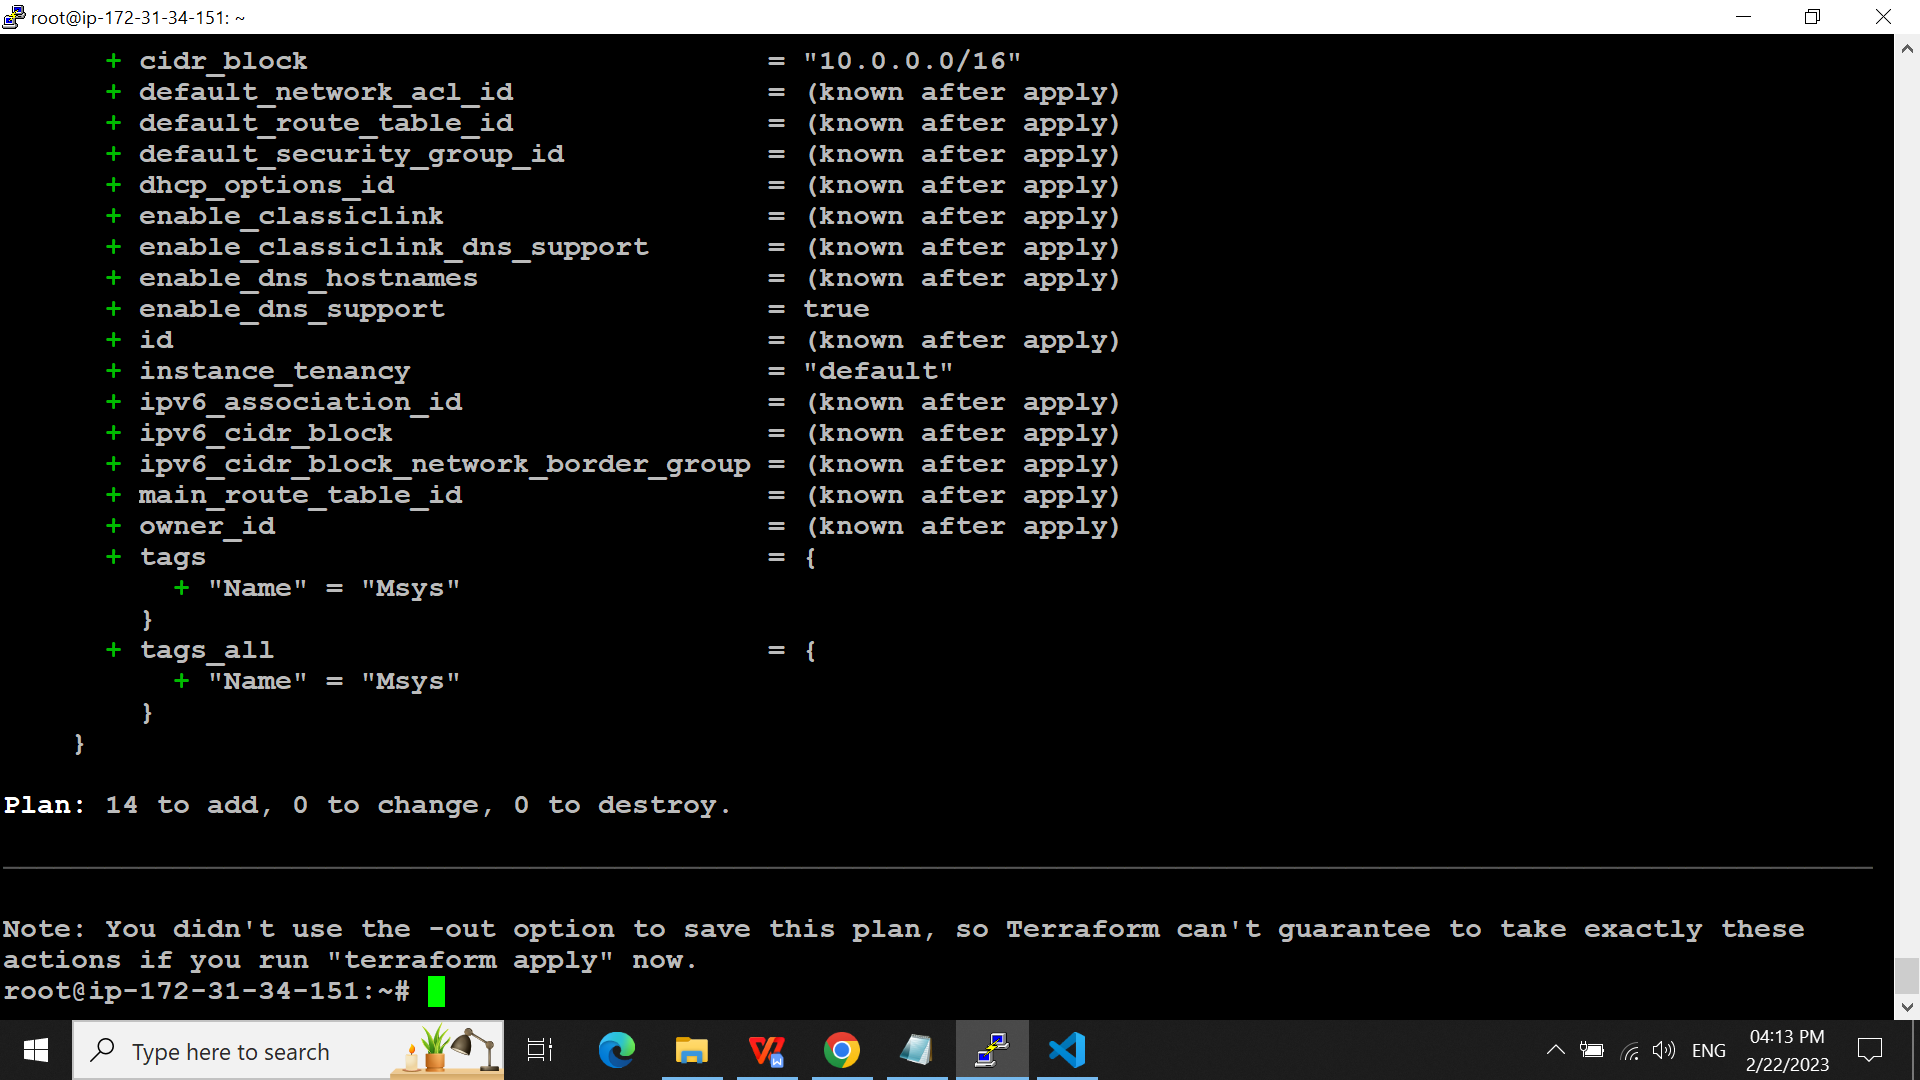 root@ip-172-31-34-151: ~
+ cidr_block = "10.0.0.0/16"
+ default_network_acl_id = (known after apply)
+ default_route_table_id = (known after apply)
+ default_security_group_id = (known after apply)
+ dhcp_options_id = (known after apply)
+ enable_classiclink = (known after apply)
+ enable_classiclink_dns_support = (known after apply)
+ enable_dns_hostnames = (known after apply)
+ enable_dns_support = true
+ id = (known after apply)
+ instance_tenancy = "default"
+ ipv6_association_id = (known after apply)
+ ipv6_cidr_block = (known after apply)
+ ipv6_cidr_block_network_border_group = (known after apply)
+ main_route_table_id = (known after apply)
+ owner_id = (known after apply)
+ tags = {
+ "Name" = "Msys"
}
+ tags_all = {
+ "Name" = "Msys"
}
}
Plan: 14 to add, 0 to change, 0 to destroy.
Note: You didn't use the -out option to save this plan, so Terraform can't guarantee to take exactly these
actions if you run "terraform apply" now.
root@ip-172-31-34-151:~#
Type here to search
ENG
04:13 PM
2/22/2023